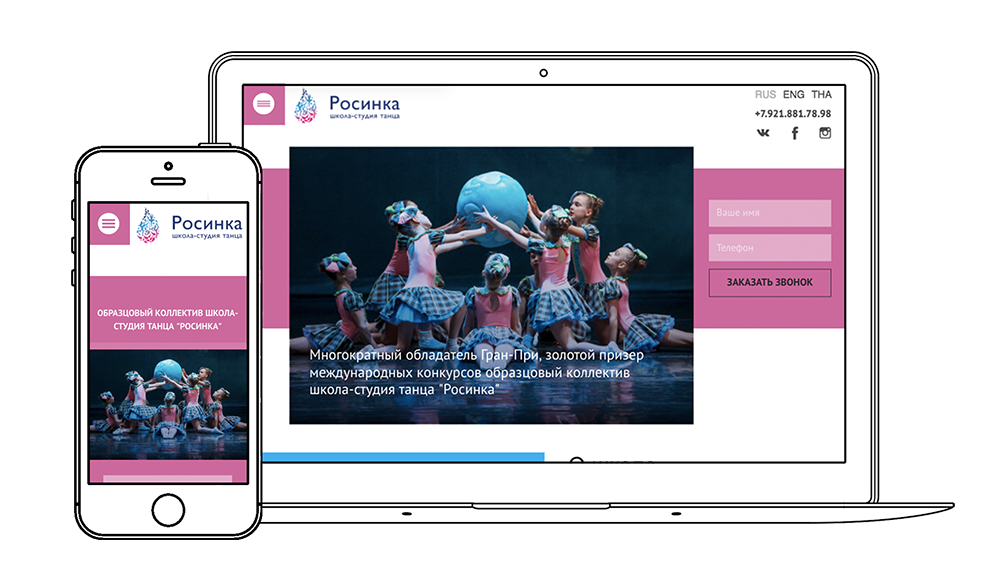 RUS ENG THA
Росинка
школа-студия танца
+7.921.881.78.98
Ваше имя
Телефон
ЗАКАЗАТЬ ЗВОНОК
Многократный обладатель Гран-При, золотой призер
международных конкурсов образцовый коллектив
школа-студия танца "Росинка"
Росинка
школа-студия танца
ОБРАЗЦОВЫЙ КОЛЛЕКТИВ ШКОЛА-
СТУДИЯ ТАНЦА "РОСИНКА"